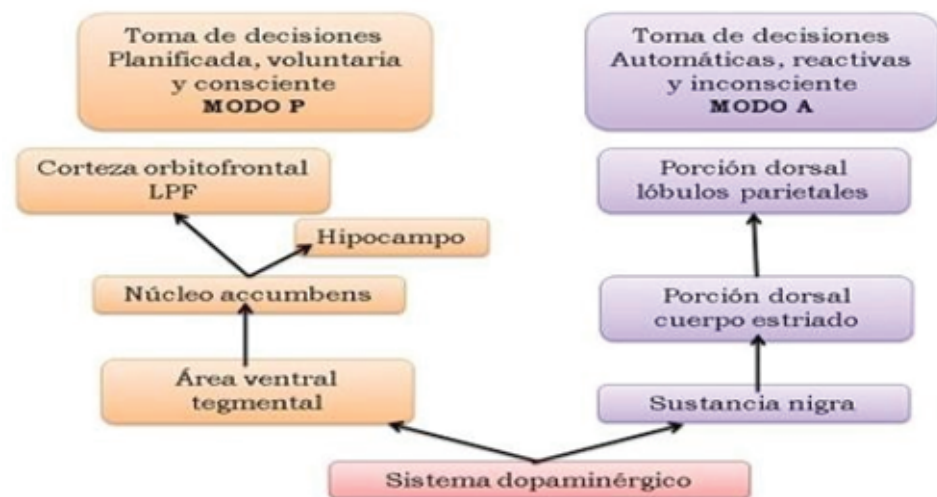 Toma de decisiones
Planificada, voluntaria
y consciente
MODO P
Toma de decisiones
Automáticas, reactivas
y inconsciente
MODO A
Corteza orbitofrontal
LPF
Porción dorsal
lóbulos parietales
Hipocampo
Núcleo accumbens
Porción dorsal
cuerpo estriado
Área ventral
tegmental
Sustancia nigra
Sistema dopaminérgico